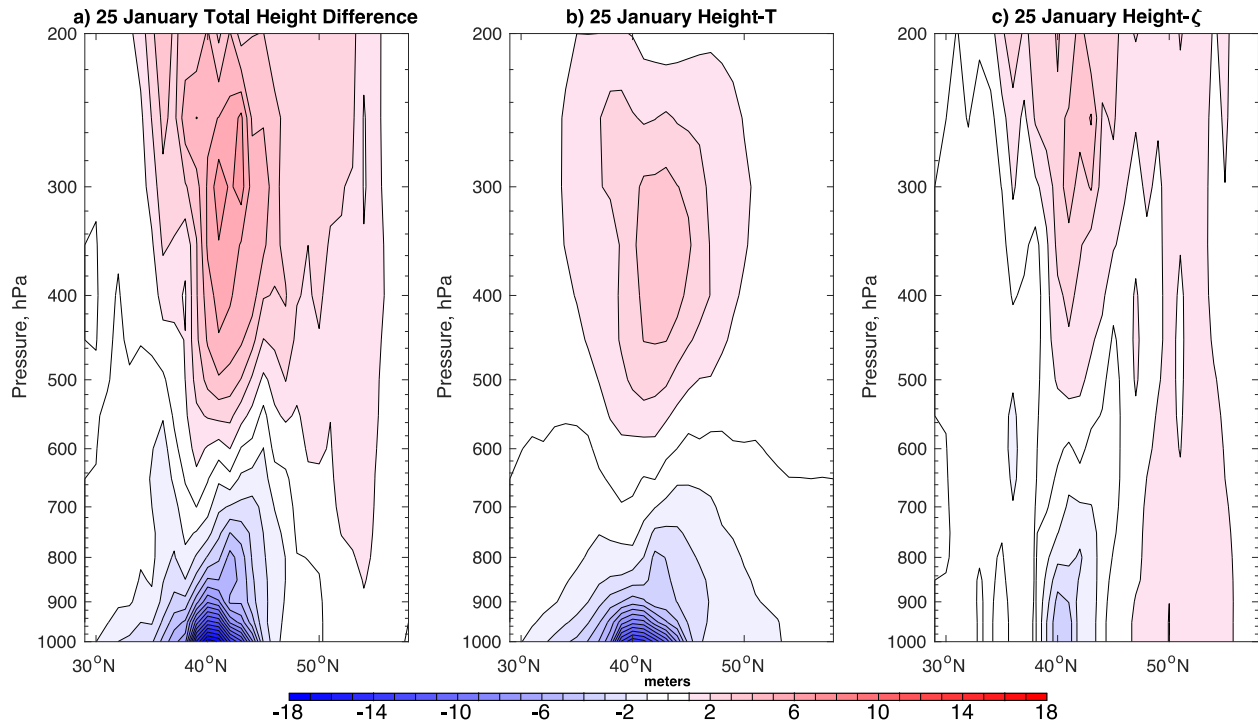 a) 25 January Total Height Difference
b) 25 January Height-T
c) 25 January Height-ζ
Pressure, hPa
200
300
400
500
600
700
800
900
1000
30°N
40°N
50°N
Pressure, hPa
200
300
400
500
600
700
800
900
1000
30°N
40°N
50°N
Pressure, hPa
200
300
400
500
600
700
800
900
1000
30°N
40°N
50°N
meters
-18 -14 -10 -6 -2 2 6 10 14 18